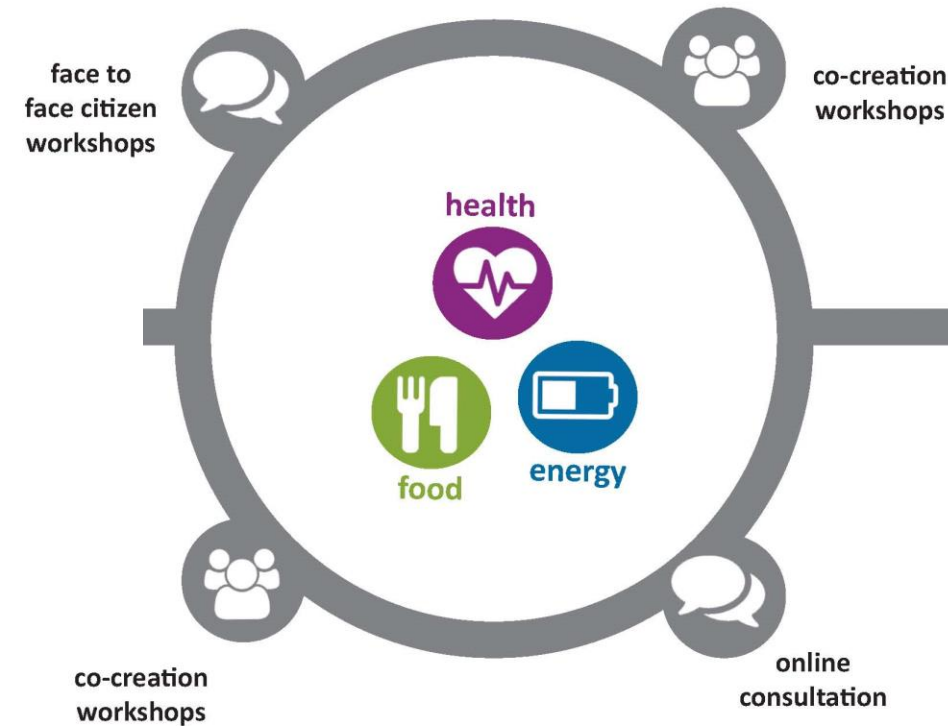 face to
face citizen
workshops
co-creation
workshops
health
food
energy
co-creation
workshops
online
consultation